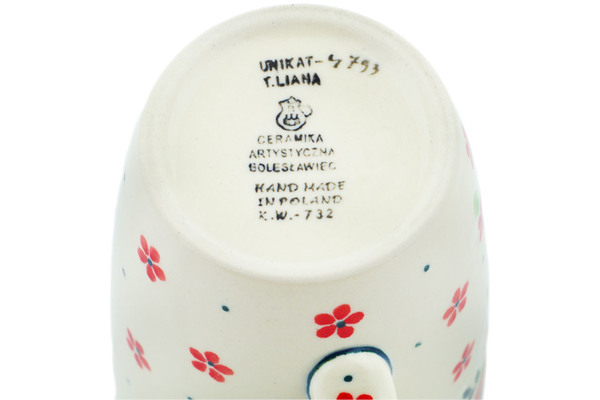 UNIKAT-4793
T.LIANA
CERAMIKA
ARTYSTYCZNA
BOLESŁAWIEC
HAND MADE
IN POLAND
K.W.-732